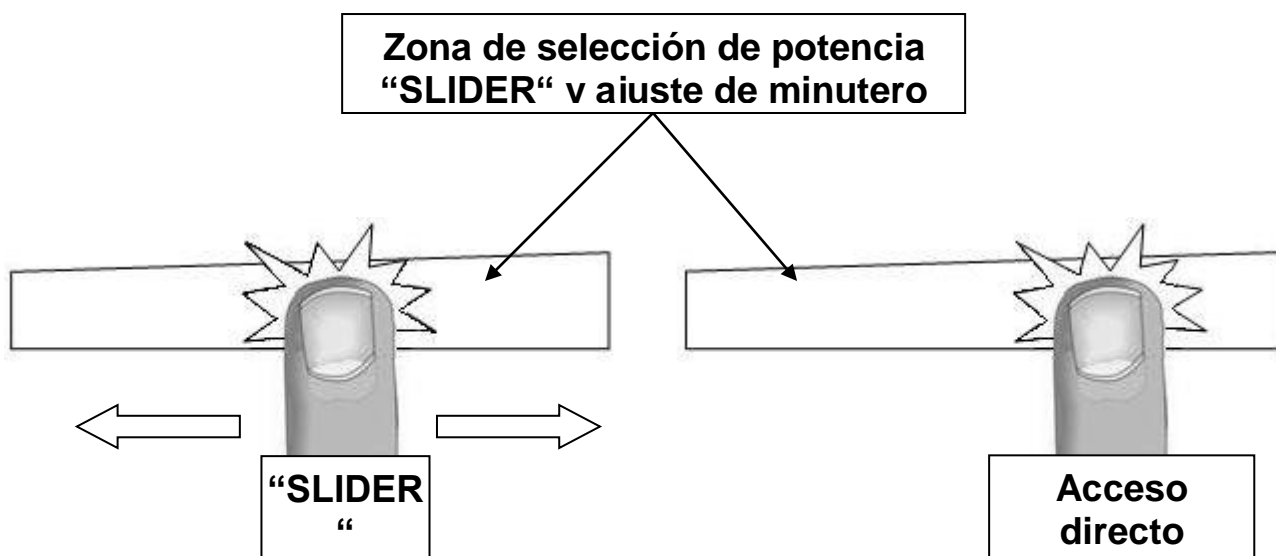 Zona de selección de potencia
“SLIDER“ y ajuste de minutero
“SLIDER
“
Acceso
directo